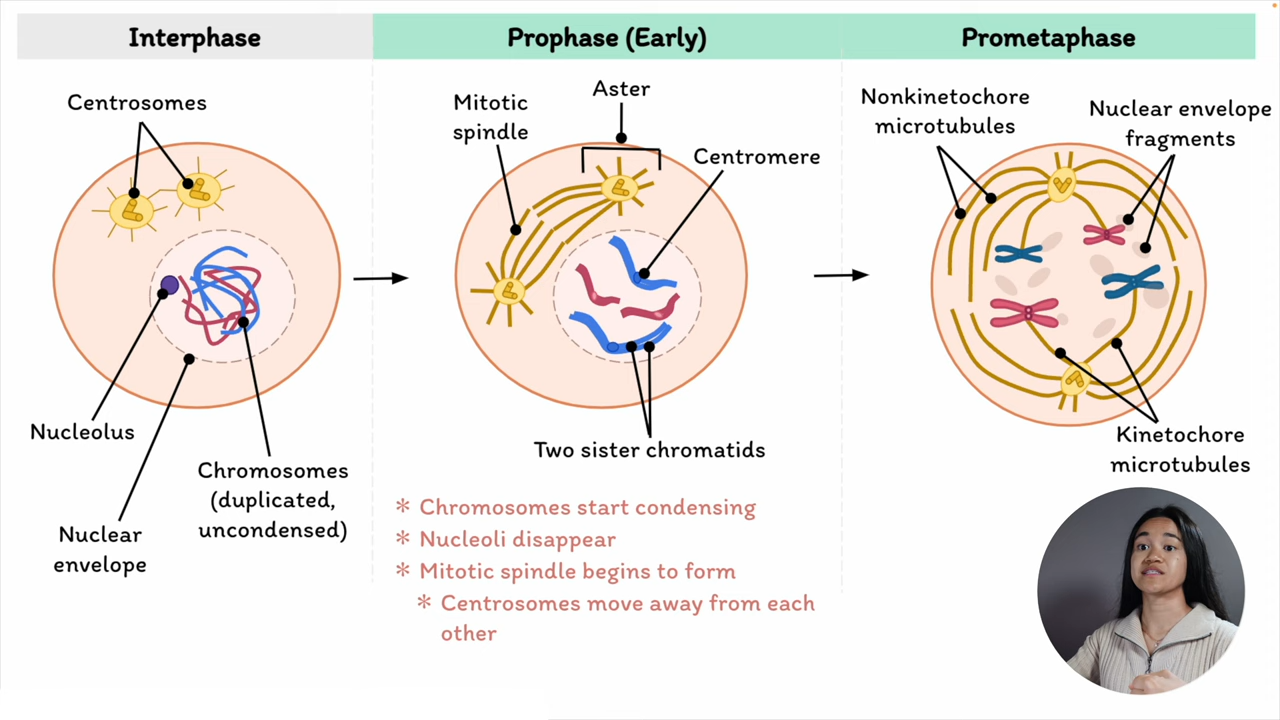 Interphase
Prophase (Early)
Prometaphase
Centrosomes
Nucleolus
Nuclear
envelope
Chromosomes
(duplicated,
uncondensed)
Mitotic
spindle
Aster
Centromere
Two sister chromatids
* Chromosomes start condensing
* Nucleoli disappear
* Mitotic spindle begins to form
* Centrosomes move away from each
other
Nonkinetochore
microtubules
Nuclear envelope
fragments
Kinetochore
microtubules